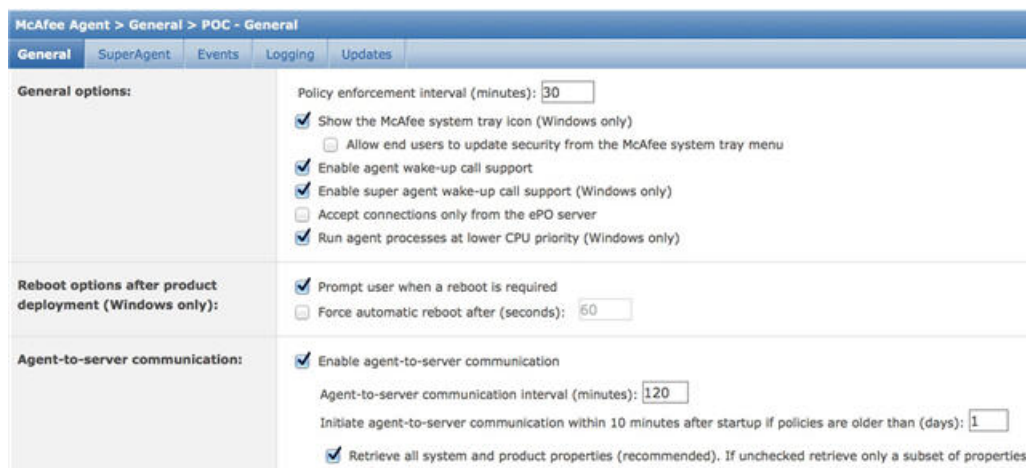 McAfee Agent > General > POC - General
General SuperAgent Events Logging Updates
General options:
Policy enforcement interval (minutes): 30
Show the McAfee system tray icon (Windows only)
Allow end users to update security from the McAfee system tray menu
Enable agent wake-up call support
Enable super agent wake-up call support (Windows only)
Accept connections only from the ePO server
Run agent processes at lower CPU priority (Windows only)
Reboot options after product
deployment (Windows only):
Prompt user when a reboot is required
Force automatic reboot after (seconds): 60
Agent-to-server communication:
Enable agent-to-server communication
Agent-to-server communication interval (minutes): 120
Initiate agent-to-server communication within 10 minutes after startup if policies are older than (days): 1
Retrieve all system and product properties (recommended). If unchecked retrieve only a subset of properties